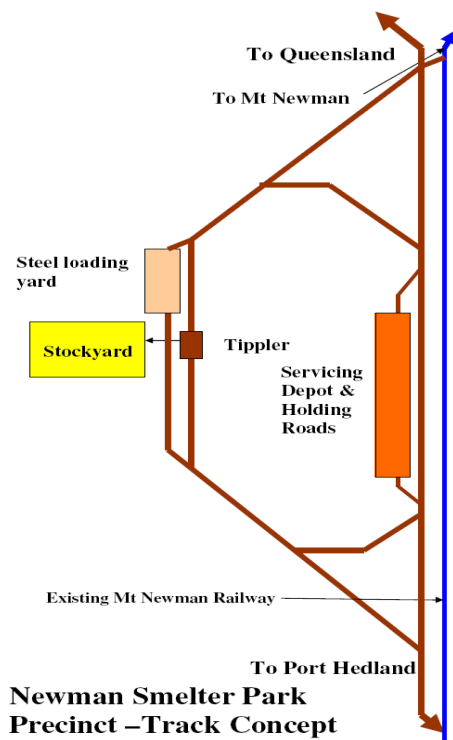 To Queensland
To Mt Newman
Steel loading
yard
Stockyard
Tippler
Servicing
Depot &
Holding
Roads
Existing Mt Newman Railway
To Port Hedland
Newman Smelter Park
Precinct –Track Concept